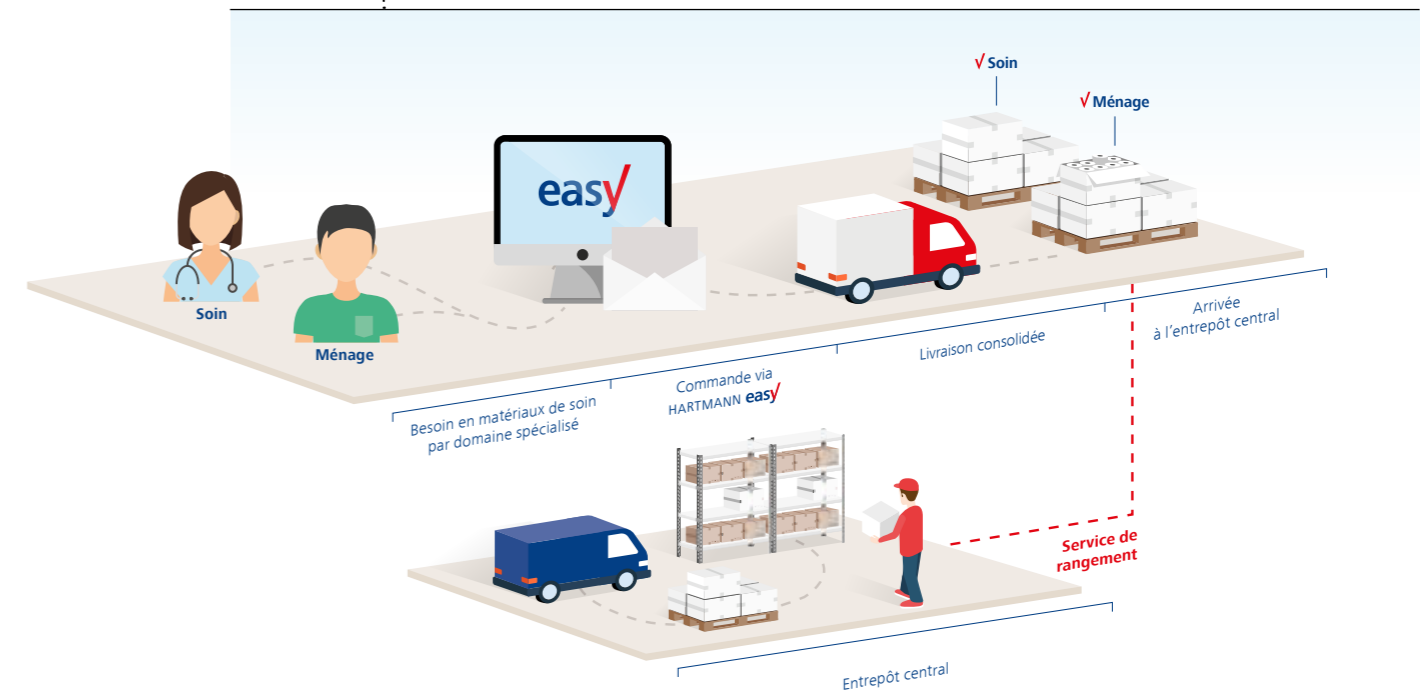 √ Soin
√ Ménage
easy
Soin
Ménage
Besoin en matériaux de soin
par domaine spécialisé
Commande via
HARTMANN easy
Livraison consolidée
Arrivée
à l’entrepôt central
Service de
rangement
Entrepôt central